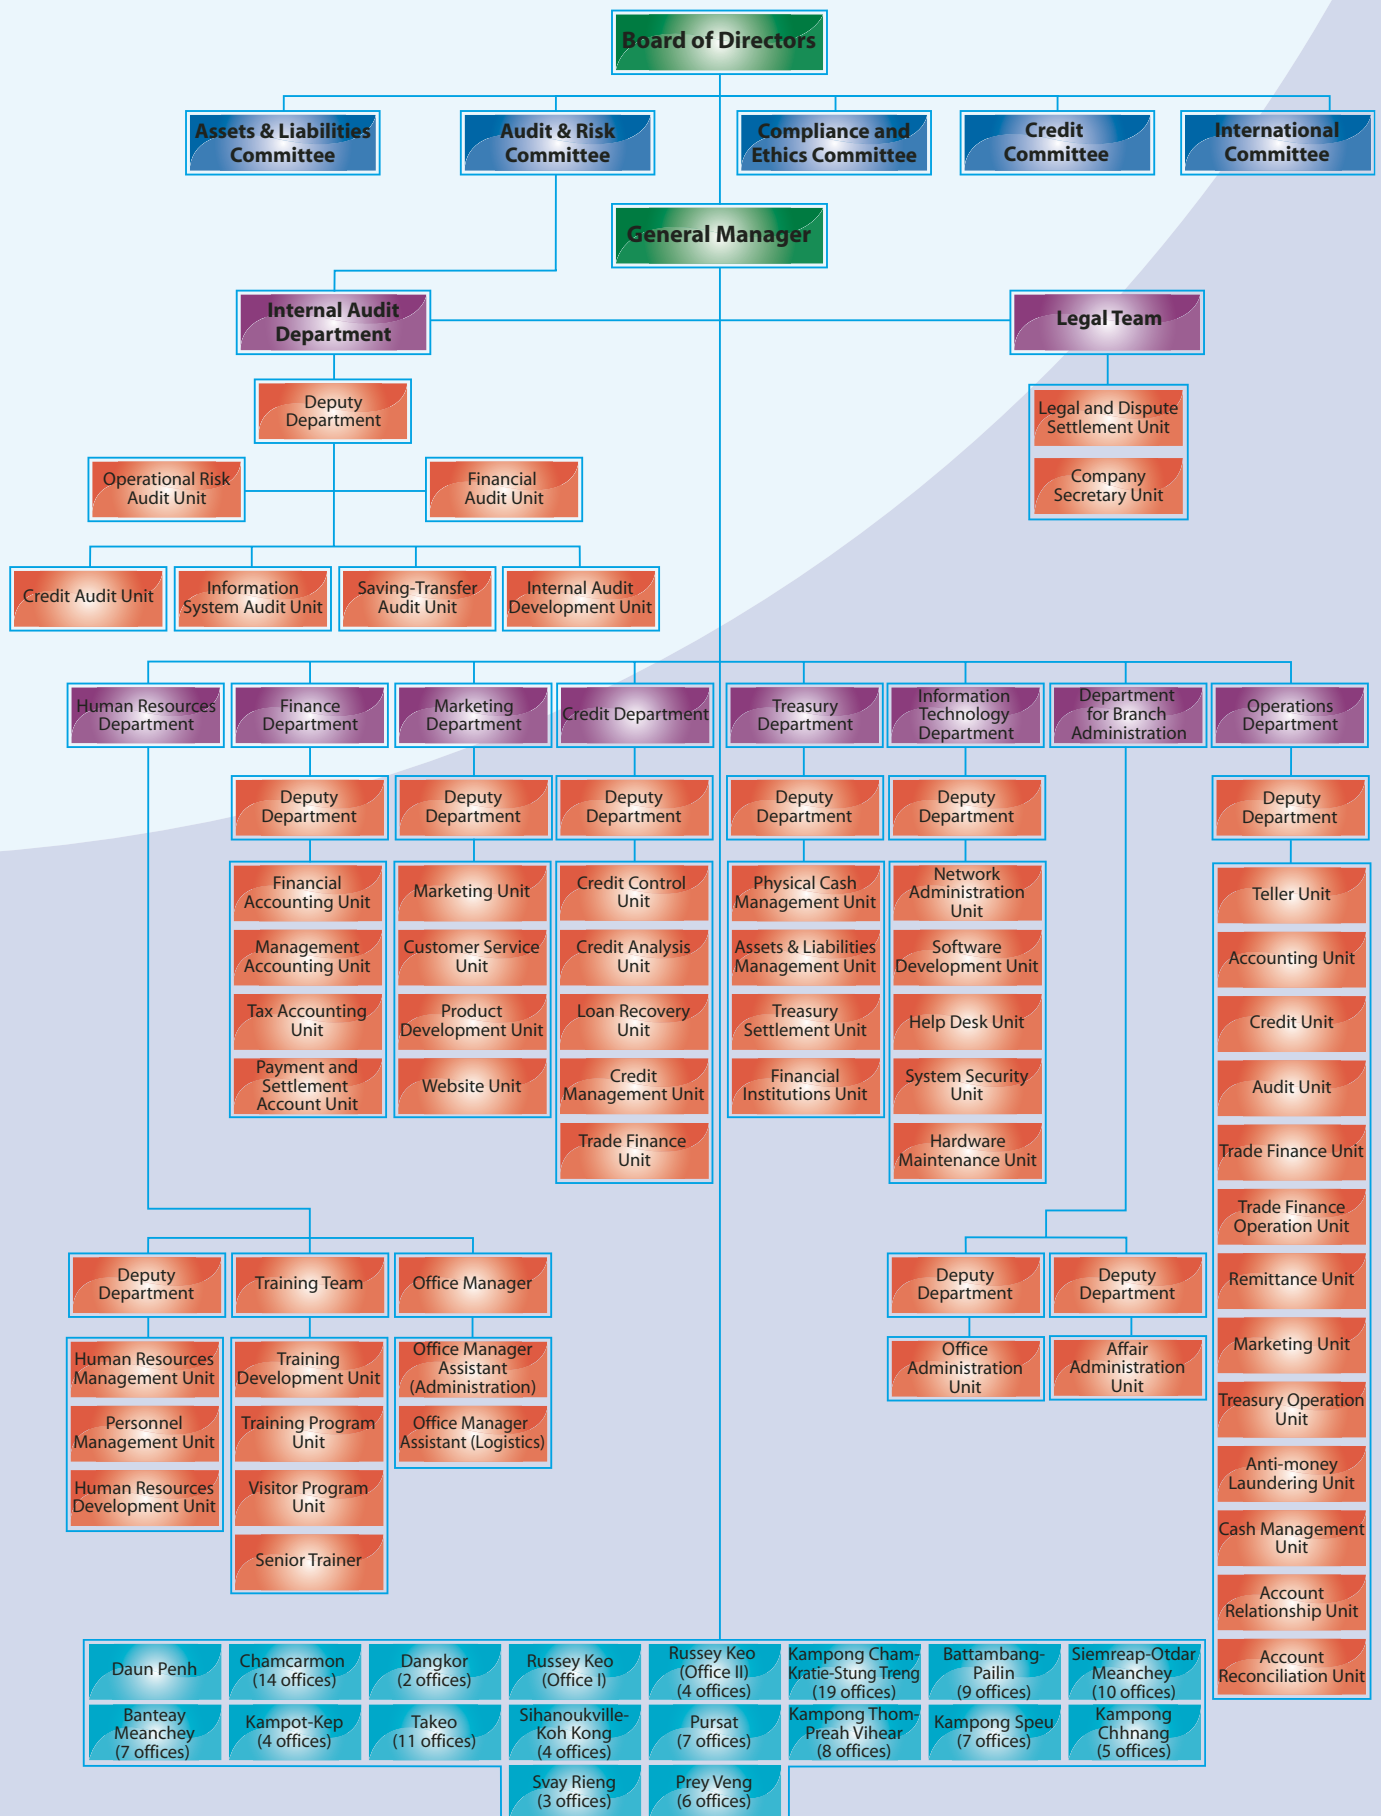 Board of Directors
Assets & Liabilities
Committee
Audit & Risk
Committee
Compliance and
Ethics Committee
Credit
Committee
International
Committee
General Manager
Internal Audit
Department
Legal Team
Deputy
Department
Legal and Dispute
Settlement Unit
Company
Secretary Unit
Operational Risk
Audit Unit
Financial
Audit Unit
Credit Audit Unit
Information
System Audit Unit
Saving-Transfer
Audit Unit
Internal Audit
Development Unit
Human Resources
Department
Finance
Department
Marketing
Department
Credit Department
Treasury
Department
Information
Technology
Department
Department
for Branch
Administration
Operations
Department
Deputy
Department
Deputy
Department
Deputy
Department
Deputy
Department
Deputy
Department
Deputy
Department
Financial
Accounting Unit
Management
Accounting Unit
Tax Accounting
Unit
Payment and
Settlement
Account Unit
Marketing Unit
Customer Service
Unit
Product
Development Unit
Website Unit
Credit Control
Unit
Credit Analysis
Unit
Loan Recovery
Unit
Credit
Management Unit
Trade Finance
Unit
Physical Cash
Management Unit
Assets & Liabilities
Management Unit
Treasury
Settlement Unit
Financial
Institutions Unit
Network
Administration
Unit
Software
Development Unit
Help Desk Unit
System Security
Unit
Hardware
Maintenance Unit
Teller Unit
Accounting Unit
Credit Unit
Audit Unit
Trade Finance Unit
Trade Finance
Operation Unit
Remittance Unit
Marketing Unit
Treasury Operation
Unit
Anti-money
Laundering Unit
Cash Management
Unit
Account
Relationship Unit
Account
Reconciliation Unit
Deputy
Department
Training Team
Office Manager
Human Resources
Management Unit
Personnel
Management Unit
Human Resources
Development Unit
Training
Development Unit
Training Program
Unit
Visitor Program
Unit
Senior Trainer
Office Manager
Assistant
(Administration)
Office Manager
Assistant (Logistics)
Deputy
Department
Deputy
Department
Office
Administration
Unit
Affair
Administration
Unit
Daun Penh
Chamcarmon
(14 offices)
Dangkor
(2 offices)
Russey Keo
(Office I)
Russey Keo
(Office II)
(4 offices)
Kampong Cham-
Kratie-Stung Treng
(19 offices)
Battambang-
Pailin
(9 offices)
Siemreap-Otdar
Meanchey
(10 offices)
Banteay
Meanchey
(7 offices)
Kampot-Kep
(4 offices)
Takeo
(11 offices)
Sihanoukville-
Koh Kong
(4 offices)
Pursat
(7 offices)
Kampong Thom-
Preah Vihear
(8 offices)
Kampong Speu
(7 offices)
Kampong
Chhnang
(5 offices)
Svay Rieng
(3 offices)
Prey Veng
(6 offices)